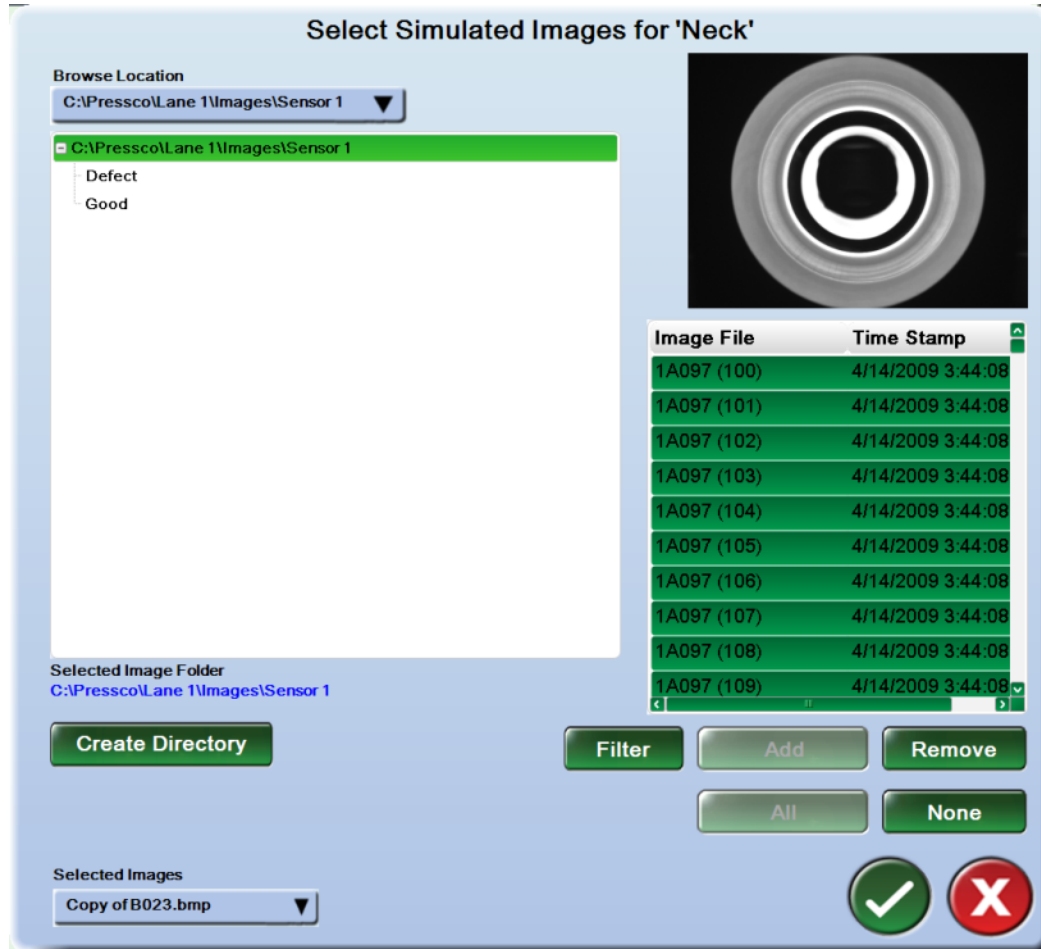 Select Simulated Images for 'Neck'
Browse Location
C:\Pressco\Lane 1\Images\Sensor 1
C:\Pressco\Lane 1\Images\Sensor 1
Defect
Good
Image File Time Stamp
1A097 (100) 4/14/2009 3:44:08
1A097 (101) 4/14/2009 3:44:08
1A097 (102) 4/14/2009 3:44:08
1A097 (103) 4/14/2009 3:44:08
1A097 (104) 4/14/2009 3:44:08
1A097 (105) 4/14/2009 3:44:08
1A097 (106) 4/14/2009 3:44:08
1A097 (107) 4/14/2009 3:44:08
1A097 (108) 4/14/2009 3:44:08
1A097 (109) 4/14/2009 3:44:08
Selected Image Folder
C:\Pressco\Lane 1\Images\Sensor 1
Create Directory
Filter Add Remove
All None
Selected Images
Copy of B023.bmp